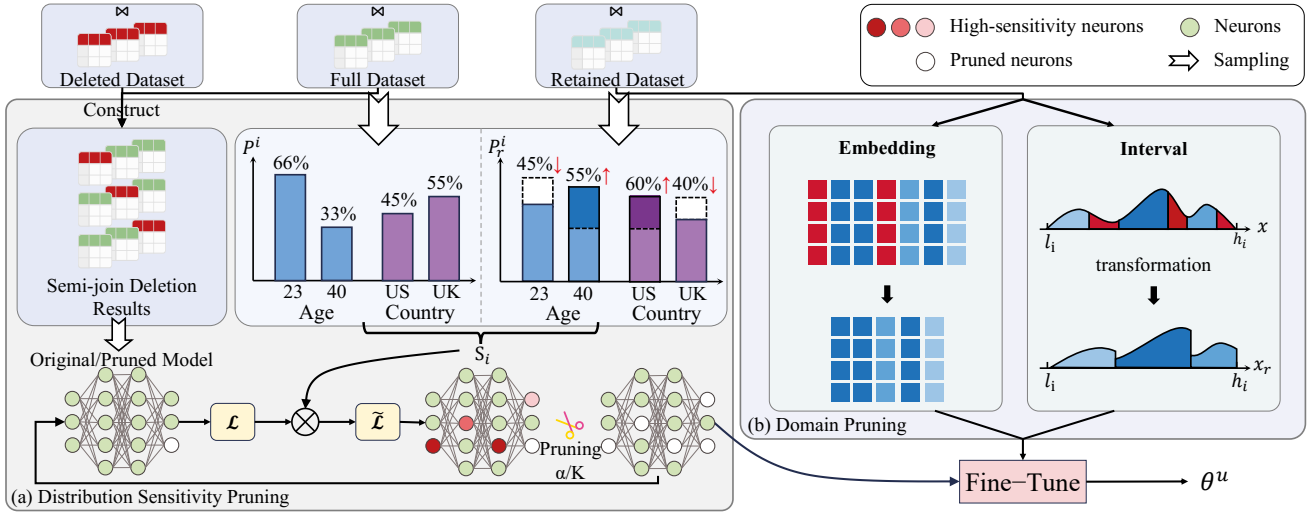 ⋈
Deleted Dataset
⋈
Full Dataset
⋈
Retained Dataset
High-sensitivity neurons
Neurons
Pruned neurons
Sampling
Construct
Semi-join Deletion
Results
P^i
66%
33%
45%
55%
23
40
US
UK
Age
Country
P_r^i
45%↓
55%↑
60%↑
40%↓
23
40
US
UK
Age
Country
S_i
Original/Pruned Model
ℒ
ℒ̃
Pruning
α/K
(a) Distribution Sensitivity Pruning
Embedding
Interval
l_i
h_i
x
transformation
l_i
h_i
x_r
(b) Domain Pruning
Fine−Tune
θ^u